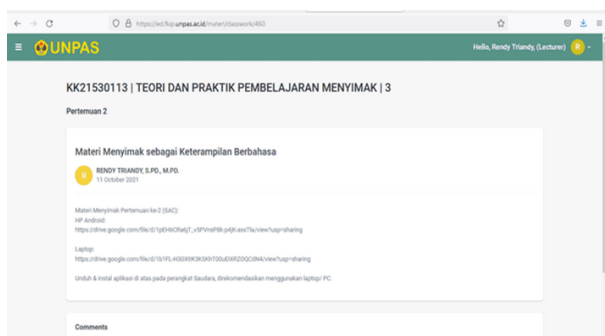 https://ed.fkip.unpas.ac.id/materi/classwork/460
UNPAS
Hello, Rendy Triandy, (Lecturer)
R
KK21530113 | TEORI DAN PRAKTIK PEMBELAJARAN MENYIMAK | 3
Pertemuan 2
Materi Menyimak sebagai Keterampilan Berbahasa
R
RENDY TRIANDY, S.PD., M.PD.
11 October 2021
Materi Menyimak Pertemuan ke-2 (SAC):
HP Android:
Laptop:
Unduh & instal aplikasi di atas pada perangkat Saudara, direkomendasikan menggunakan laptop/ PC.
Comments